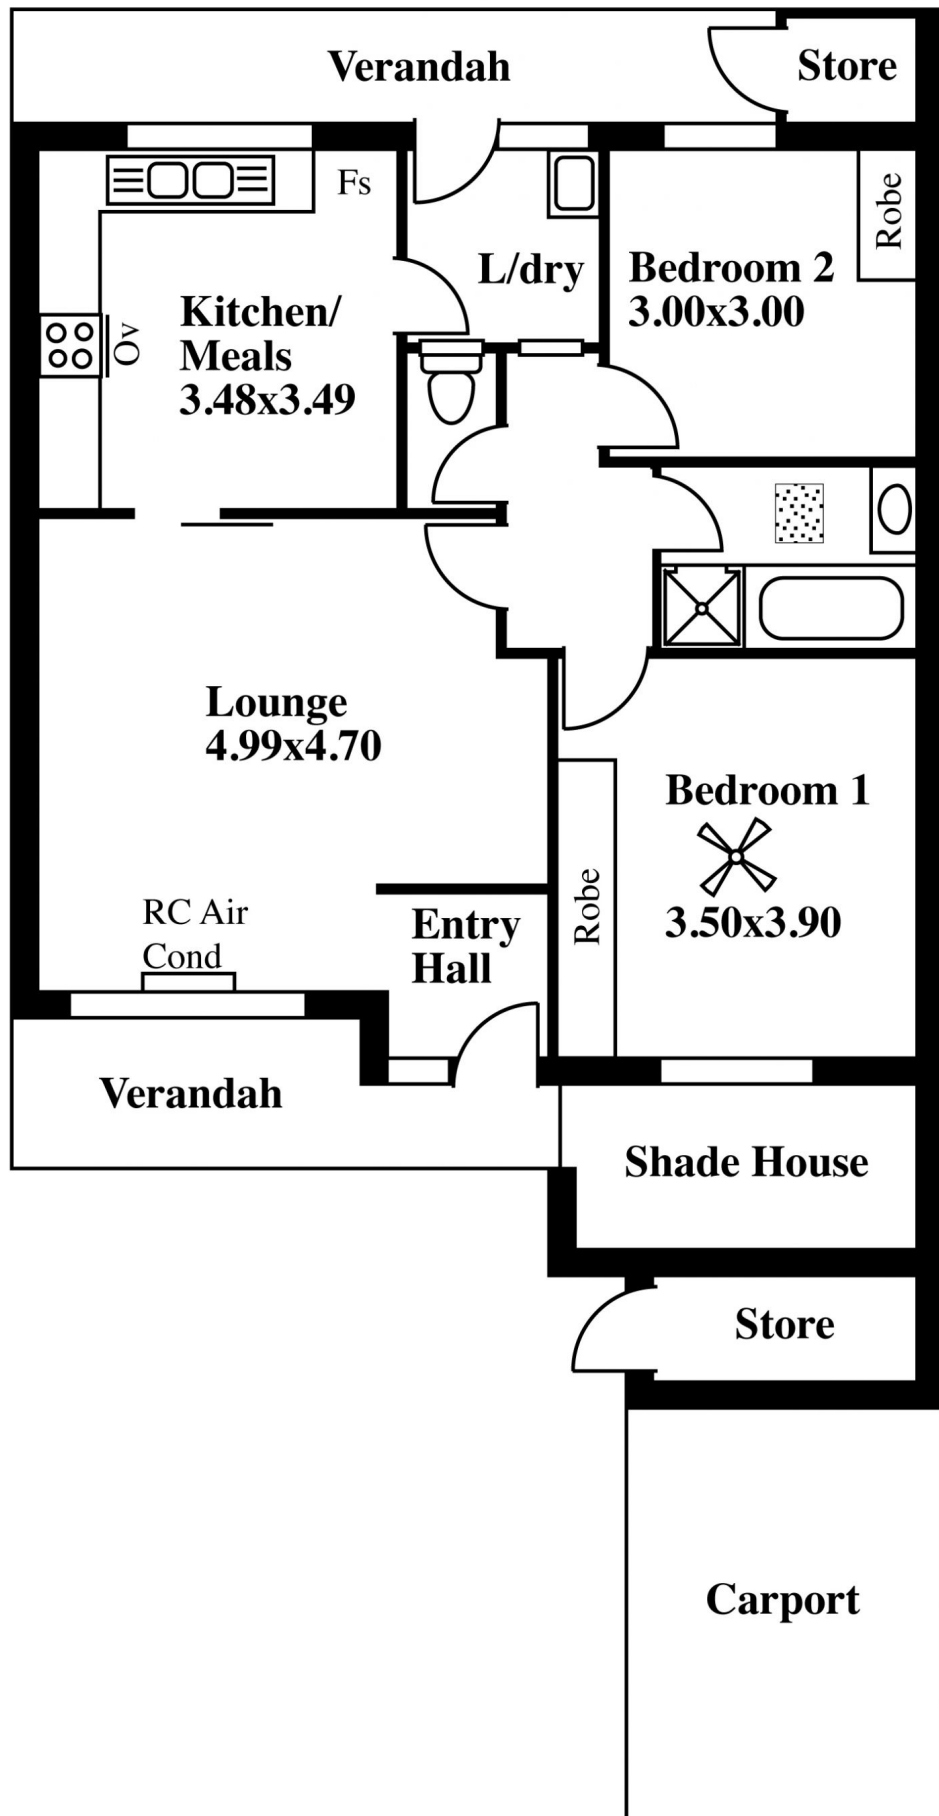 Verandah
Store
Fs
Robe
L/dry
Bedroom 2
3.00x3.00
Kitchen/
Meals
3.48x3.49
Ov
Lounge
4.99x4.70
Bedroom 1
3.50x3.90
Robe
RC Air
Cond
Entry
Hall
Verandah
Shade House
Store
Carport